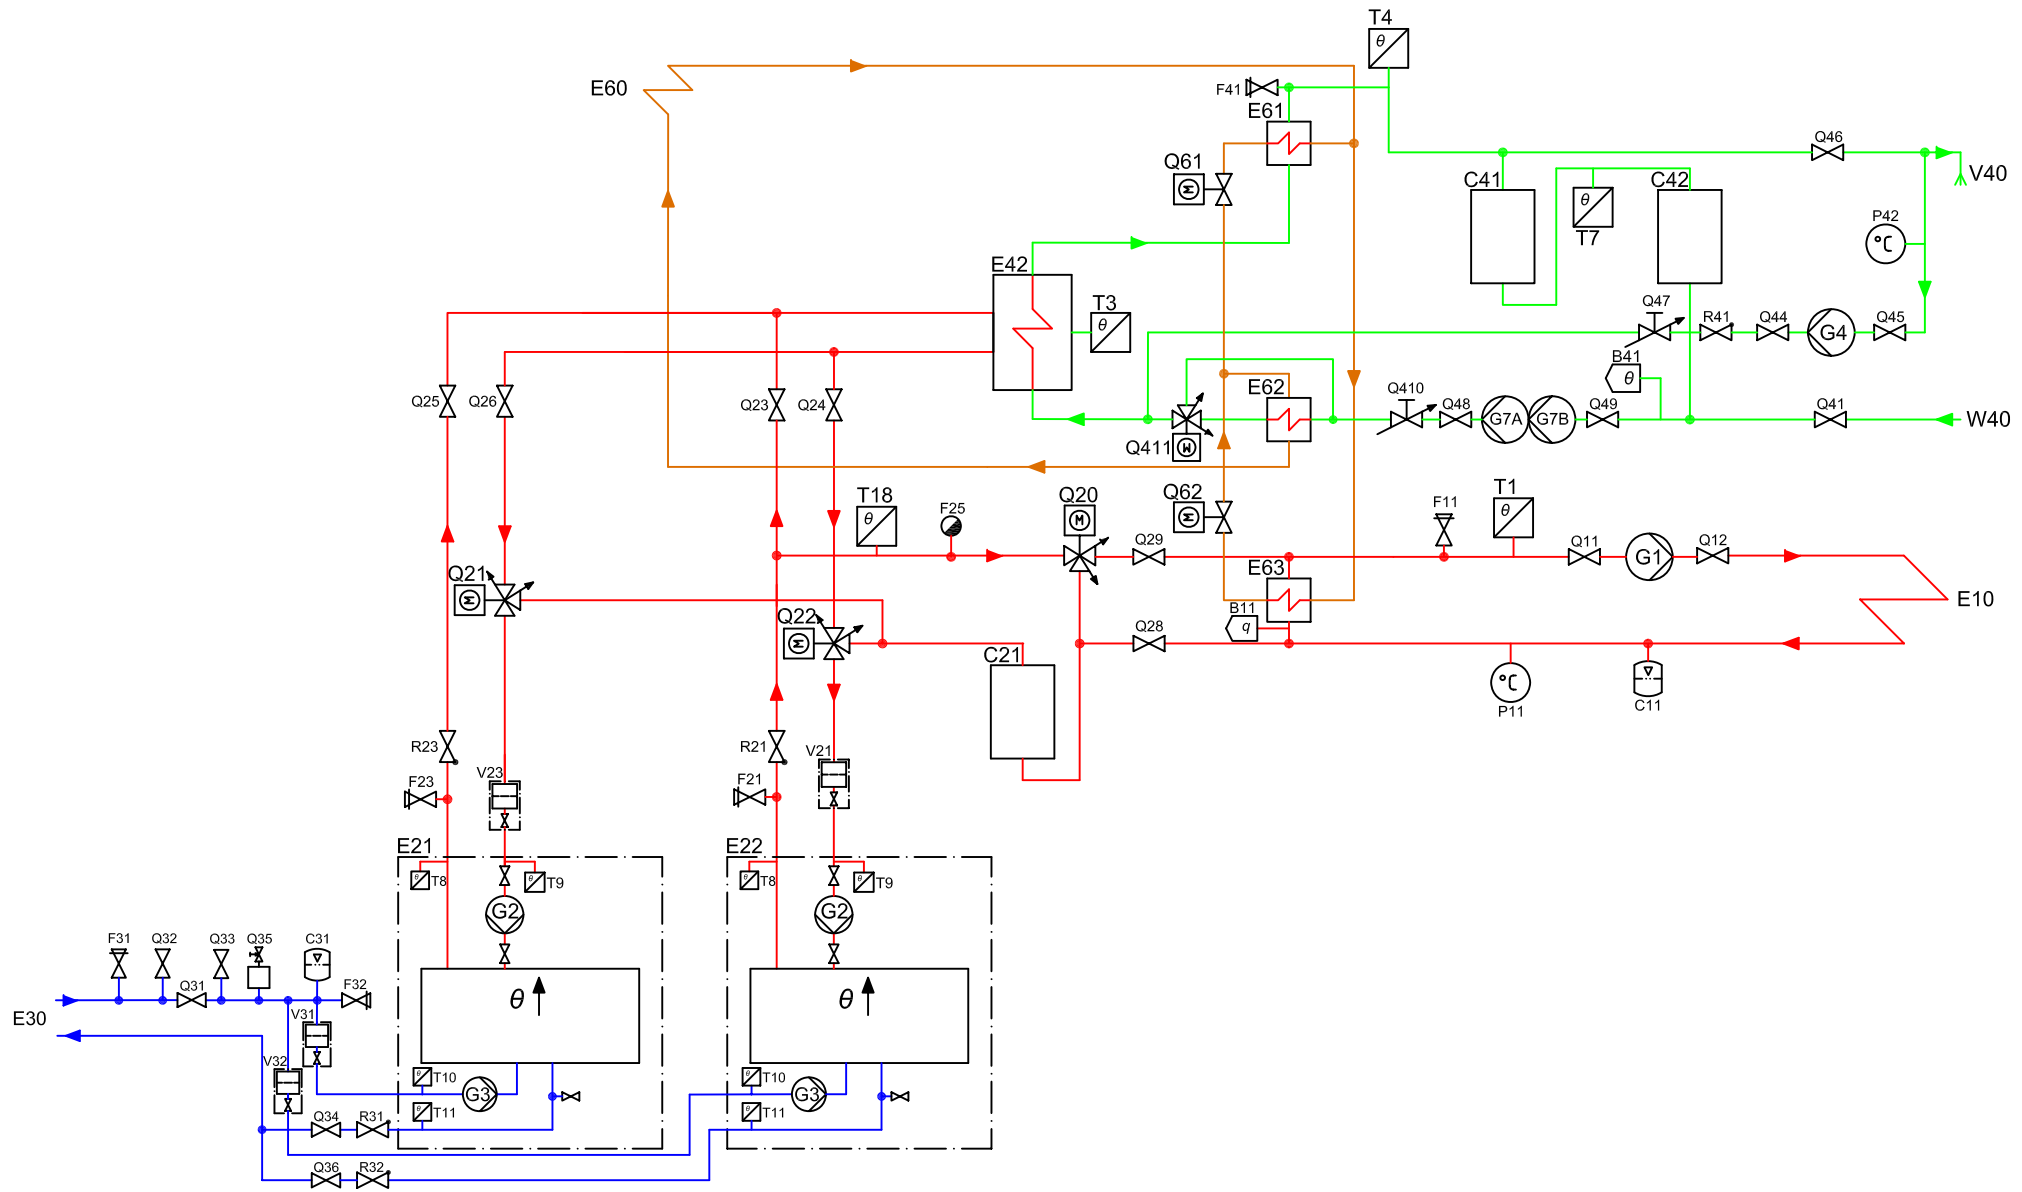 T4
θ
E60
F41
E61
Q46
Q61
M
C41
C42
V40
θ
T7
P42
°C
E42
T3
θ
Q47
R41
Q44
G4
Q45
B41
θ
Q25
Q26
Q23
Q24
E62
Q410
Q48
G7A
G7B
Q49
Q41
W40
Q411
M
T18
θ
F25
Q20
M
Q62
M
F11
T1
θ
Q29
Q11
G1
Q12
Q21
M
E63
E10
B11
q
Q22
M
Q28
C21
°C
P11
C11
R23
R21
V21
V23
F23
F21
E21
E22
θ
T8
θ
T9
θ
T8
θ
T9
G2
G2
F31
Q32
Q33
Q35
C31
Q31
F32
θ
θ
E30
V31
V32
θ
T10
G3
θ
T10
G3
θ
T11
θ
T11
Q34
R31
Q36
R32